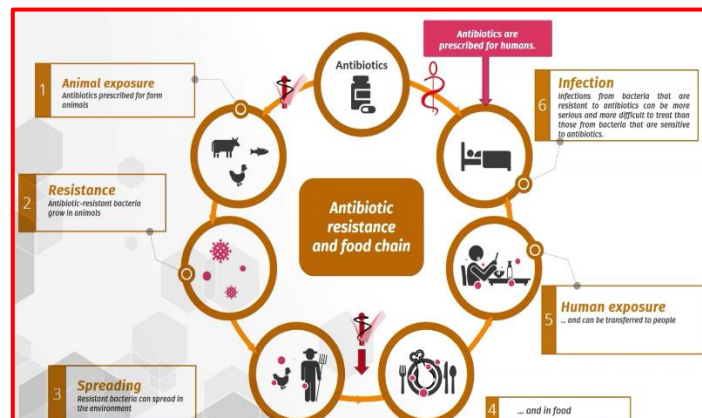 Antibiotics are
prescribed for humans.
Antibiotics
1
Animal exposure
Antibiotics prescribed for farm
animals
6
Infection
Infections from bacteria that are
resistant to antibiotics can be more
serious and more difficult to treat than
those from bacteria that are sensitive
to antibiotics.
2
Resistance
Antibiotic-resistant bacteria
grow in animals
Antibiotic
resistance
and food chain
5
Human exposure
... and can be transferred to people
3
Spreading
Resistant bacteria can spread in
the environment
4
... and in food